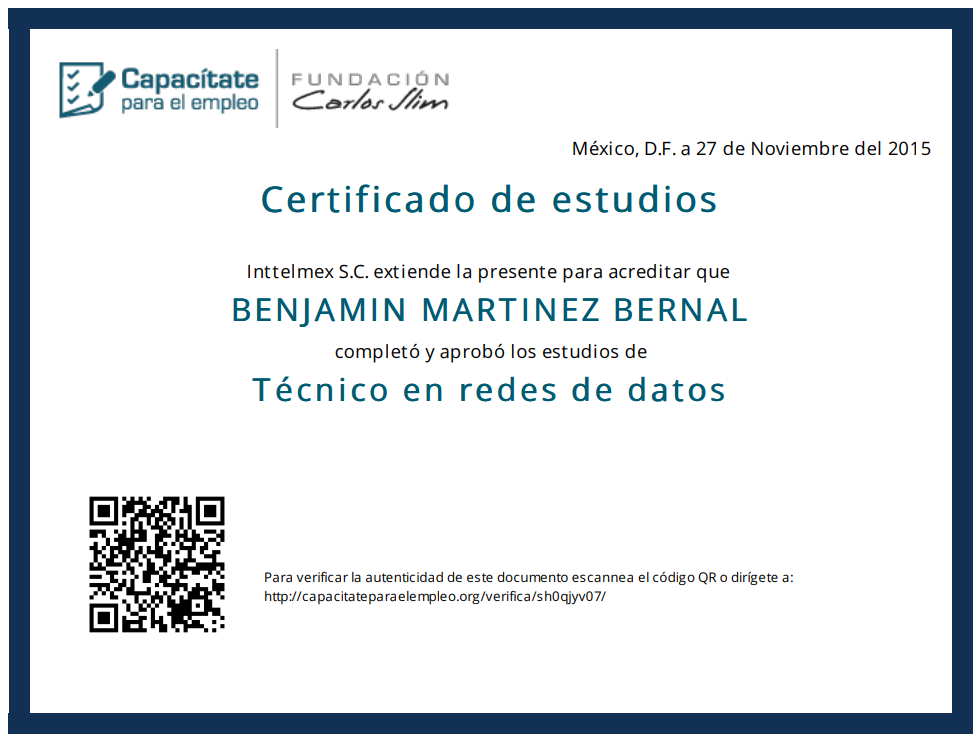 Capacítate
para el empleo
FUNDACIÓN
Carlos Slim
México, D.F. a 27 de Noviembre del 2015
Certificado de estudios
Inttelmex S.C. extiende la presente para acreditar que
BENJAMIN MARTINEZ BERNAL
completó y aprobó los estudios de
Técnico en redes de datos
Para verificar la autenticidad de este documento escannea el código QR o dirígete a:
http://capacitateparaelempleo.org/verifica/sh0qjyv07/